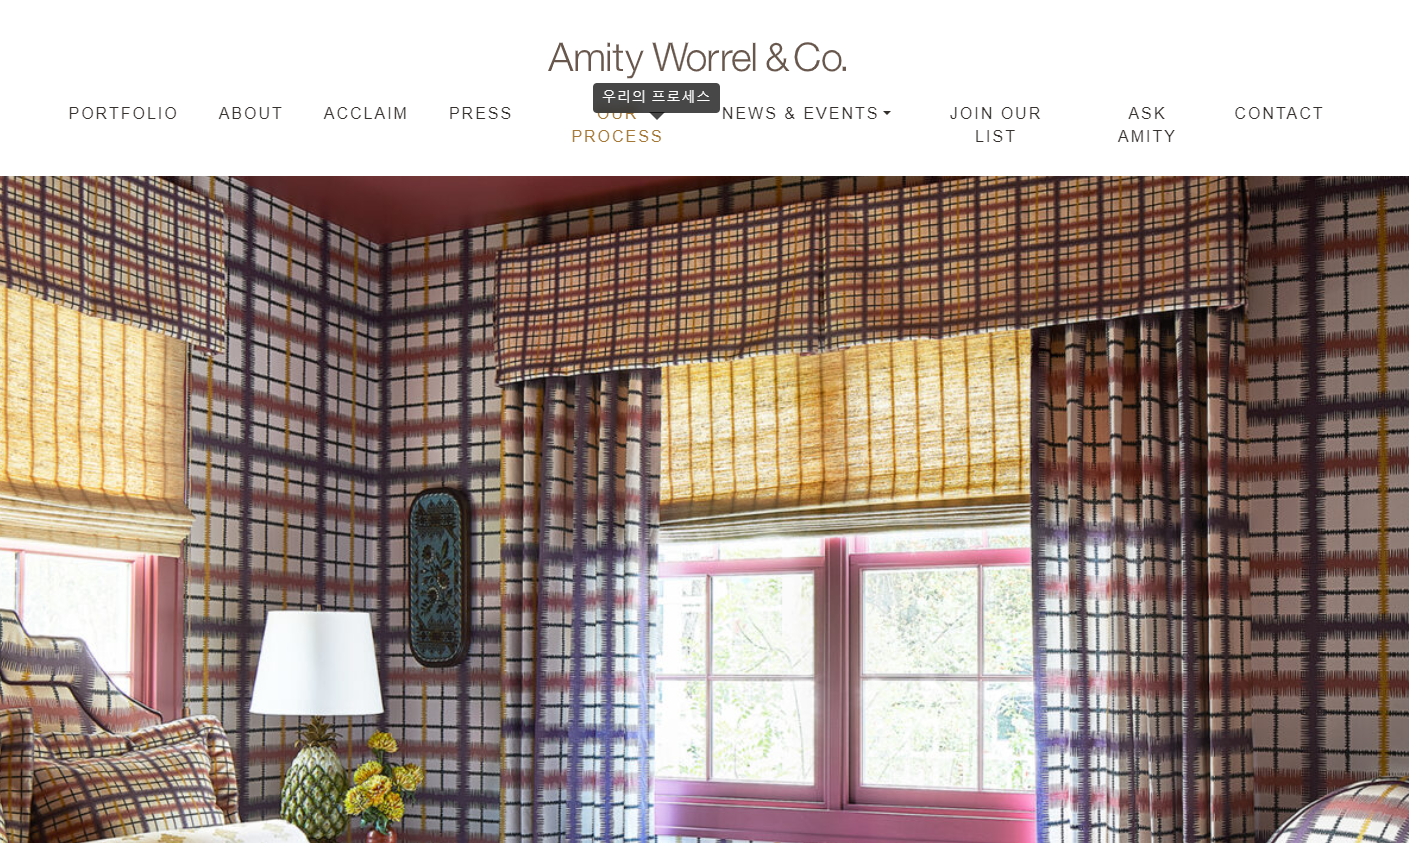 Amity Worrel & Co.
우리의 프로세스
PORTFOLIO
ABOUT
ACCLAIM
PRESS
OUR
PROCESS
NEWS & EVENTS
JOIN OUR
LIST
ASK
AMITY
CONTACT